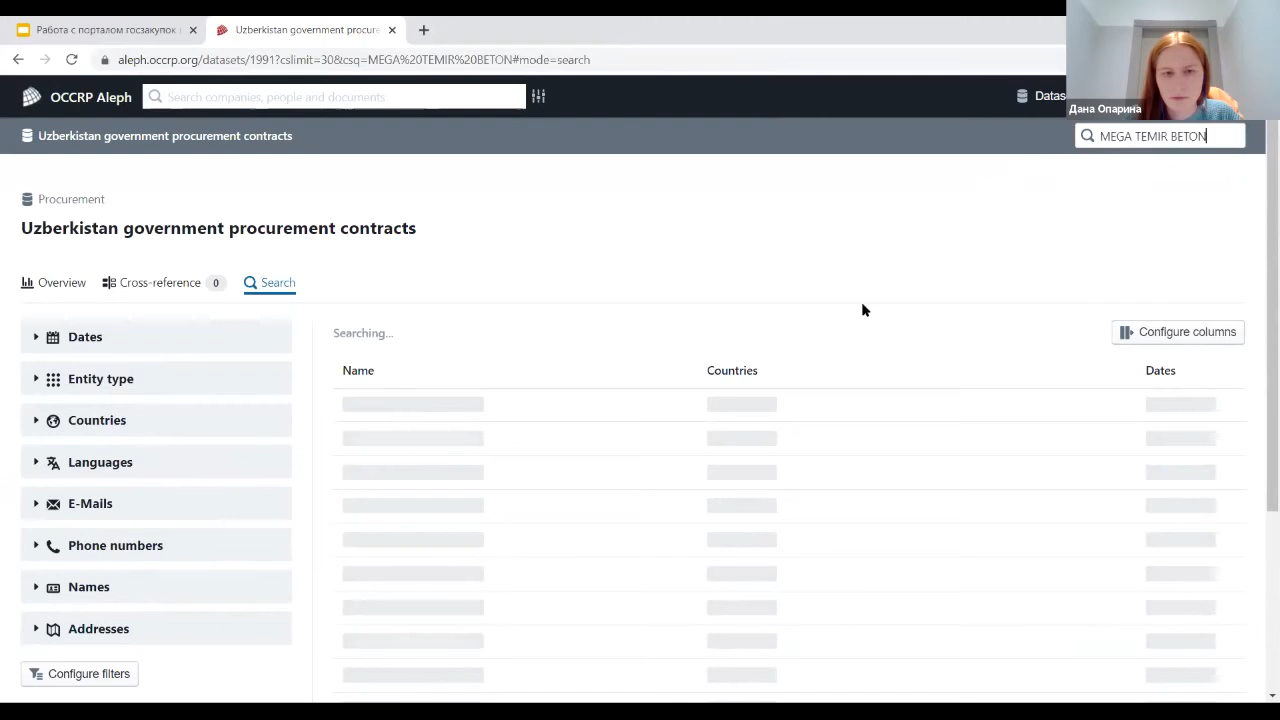 Работа с порталом госзакупок
Uzbekistan government procure
aleph.occrp.org/datasets/1991?cslimit=30&csq=MEGA%20TEMIR%20BETON#mode=search
OCCRP Aleph
Search companies, people and documents
Datas
Дана Опарина
Uzbekistan government procurement contracts
MEGA TEMIR BETON
Procurement
Uzbekistan government procurement contracts
Overview
Cross-reference 0
Search
Dates
Entity type
Countries
Languages
E-Mails
Phone numbers
Names
Addresses
Configure filters
Searching...
Configure columns
Name Countries Dates